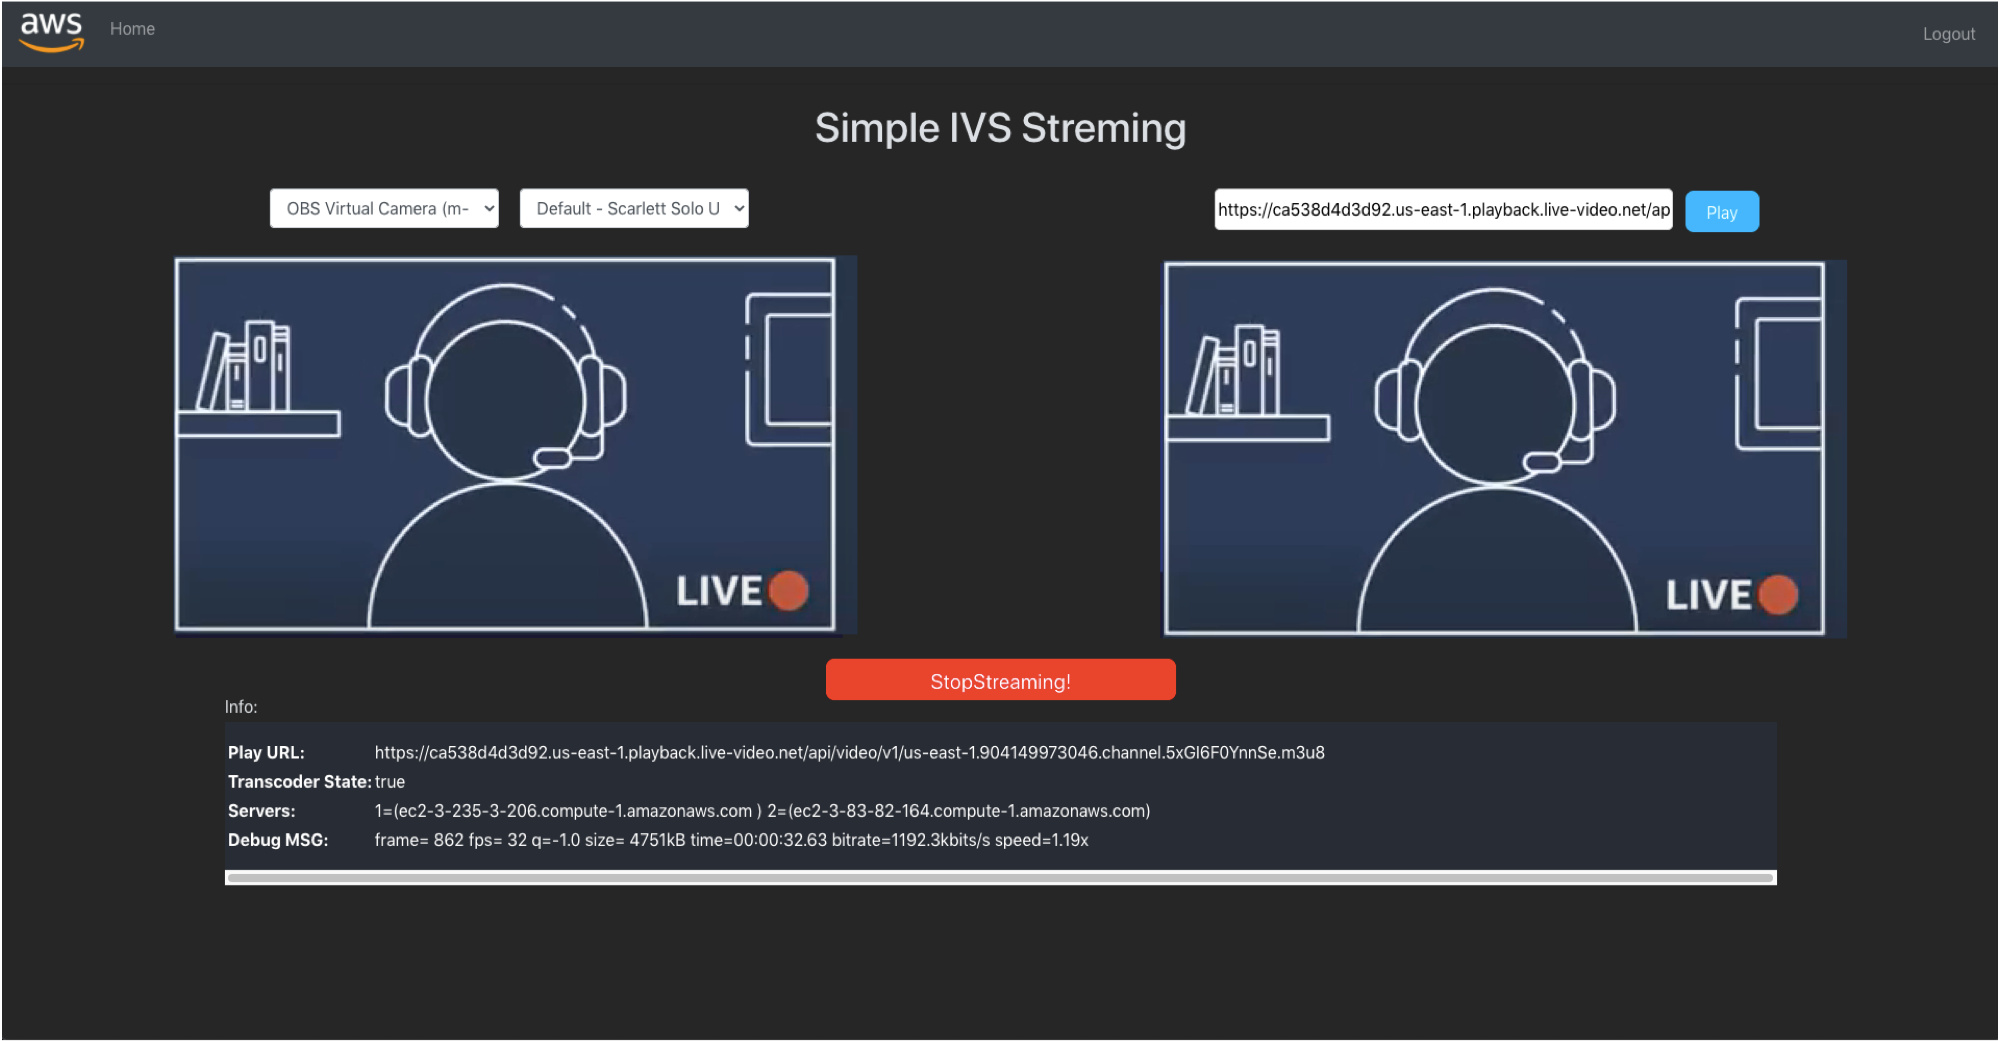 aws Home Logout
Simple IVS Streming
OBS Virtual Camera (m- Default - Scarlett Solo U https://ca538d4d3d92.us-east-1.playback.live-video.net/ap Play
LIVE LIVE
StopStreaming!
Info:
Play URL: https://ca538d4d3d92.us-east-1.playback.live-video.net/api/video/v1/us-east-1.904149973046.channel.5xGl6F0YnnSe.m3u8
Transcoder State: true
Servers: 1=(ec2-3-235-3-206.compute-1.amazonaws.com ) 2=(ec2-3-83-82-164.compute-1.amazonaws.com)
Debug MSG: frame= 862 fps= 32 q=-1.0 size= 4751kB time=00:00:32.63 bitrate=1192.3kbits/s speed=1.19x